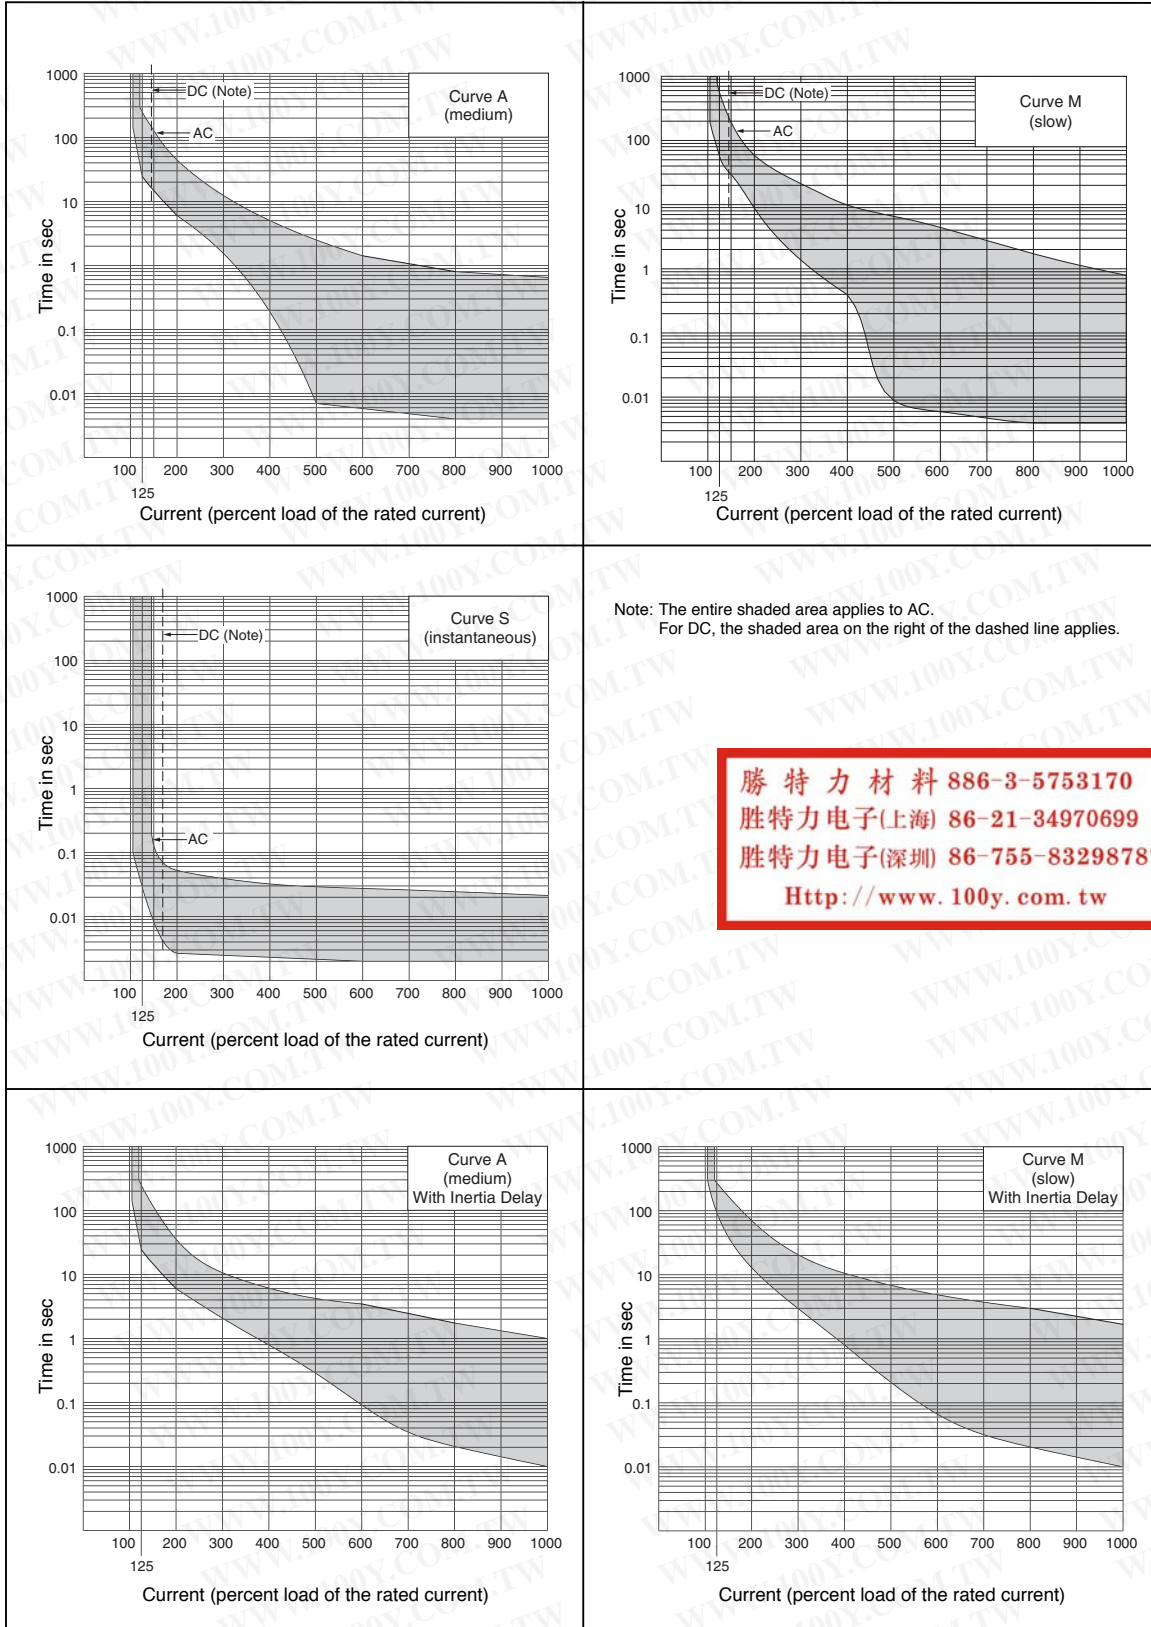 1000
100
10
1
0.1
0.01
Time in sec
DC (Note)
AC
Curve A
(medium)
100 200 300 400 500 600 700 800 900 1000
125
Current (percent load of the rated current)
1000
100
10
1
0.1
0.01
Time in sec
DC (Note)
AC
Curve M
(slow)
100 200 300 400 500 600 700 800 900 1000
125
Current (percent load of the rated current)
1000
100
10
1
0.1
0.01
Time in sec
DC (Note)
AC
Curve S
(instantaneous)
100 200 300 400 500 600 700 800 900 1000
125
Current (percent load of the rated current)
Note: The entire shaded area applies to AC.
For DC, the shaded area on the right of the dashed line applies.
勝特力材料 886-3-5753170
胜特力电子(上海) 86-21-34970699
胜特力电子(深圳) 86-755-8329878
Http://www.100y.com.tw
1000
100
10
1
0.1
0.01
Time in sec
Curve A
(medium)
With Inertia Delay
100 200 300 400 500 600 700 800 900 1000
125
Current (percent load of the rated current)
1000
100
10
1
0.1
0.01
Time in sec
Curve M
(slow)
With Inertia Delay
100 200 300 400 500 600 700 800 900 1000
125
Current (percent load of the rated current)
WWW.100Y.COM.TW